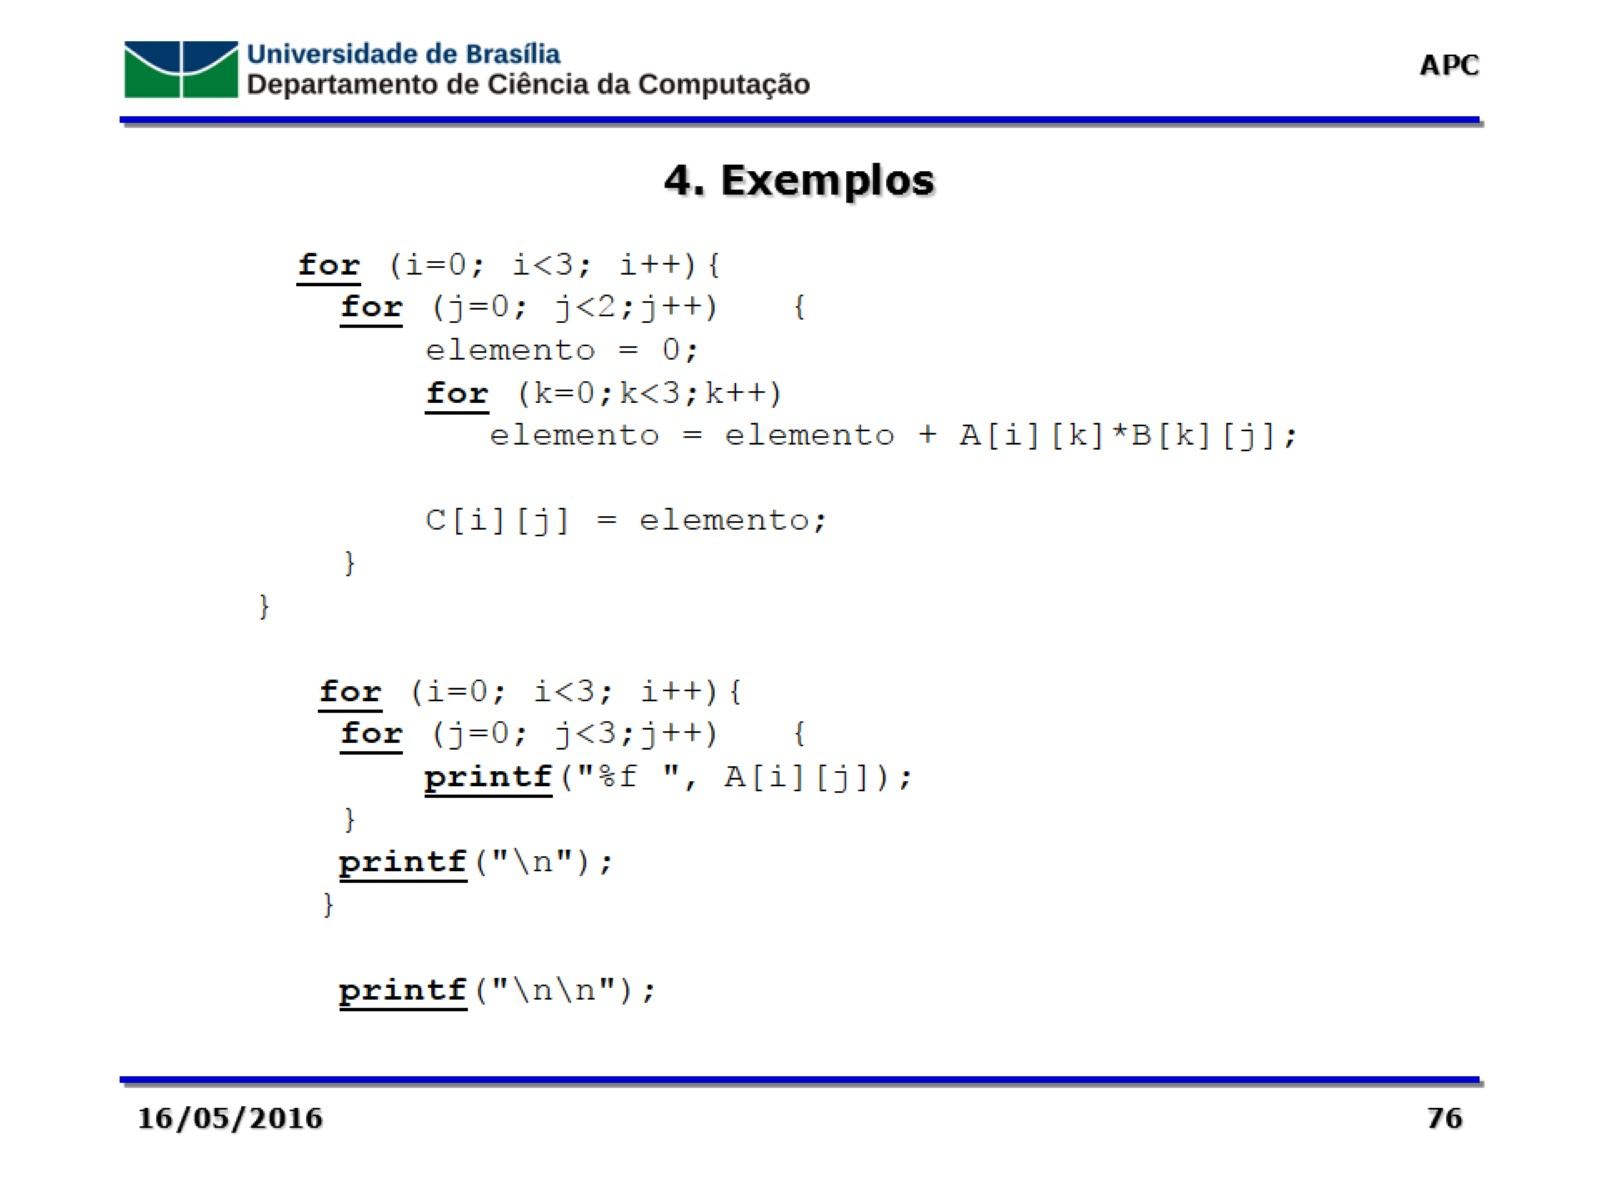 Universidade de Brasília
Departamento de Ciência da Computação
APC
4. Exemplos
for (i=0; i<3; i++){
for (j=0; j<2;j++) {
elemento = 0;
for (k=0;k<3;k++)
elemento = elemento + A[i][k]*B[k][j];
C[i][j] = elemento;
}
}
for (i=0; i<3; i++){
for (j=0; j<3;j++) {
printf("%f ", A[i][j]);
}
printf("\n");
}
printf("\n\n");
16/05/2016
76